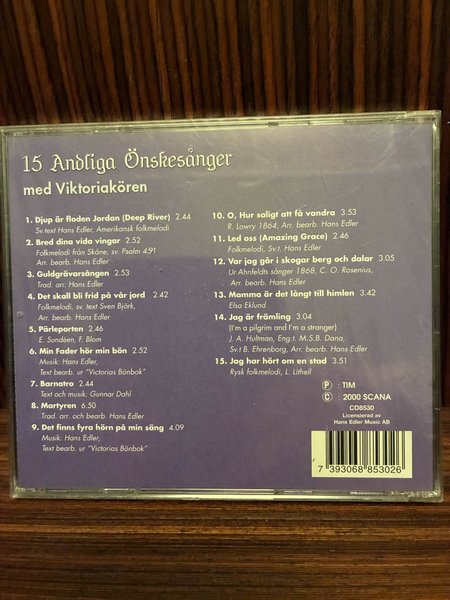 15 Andliga Önskesånger
med Viktoriakören
1. Djup är floden Jordan (Deep River) 2.44
Sv.text Hans Edler, Amerikansk folkmelodi
2. Bred dina vida vingar 2.52
Folkmelodi från Skåne, sv. Psalm 4.91
Arr. bearb. Hans Edler
3. Guldgrävarsången 2.53
Trad. arr. Hans Edler
4. Det skall bli frid på vår jord 2.42
Folkmelodi, sv. text Sven Björk,
Arr. bearb. Hans Edler
5. Pärleporten 2.46
E. Sundéen, F. Blom
6. Min Fader hör min bön 2.52
Musik: Hans Edler,
Text bearb. ur "Victorias Bönbok"
7. Barnatro 2.44
Text och musik: Gunnar Dahl
8. Martyren 6.50
Trad. arr. och bearb. Hans Edler
9. Det finns fyra hörn på min säng 4.09
Musik: Hans Edler,
Text bearb. ur "Victorias Bönbok"
10. O, Hur saligt att få vandra 3.53
R. Lowry 1864, Arr. bearb. Hans Edler
11. Led oss (Amazing Grace) 2.46
Folkmelodi, Sv.t. Hans Edler
12. Var jag går i skogar berg och dalar 3.05
Ur Ahnfeldts sånger 1868, C. O. Rosenius,
Arr. bearb. Hans Edler
13. Mamma är det långt till himlen 3.42
Elsa Eklund
14. Jag är främling 3.04
(I'm a pilgrim and I'm a stranger)
J. A. Hultman, Eng t. M.S.B. Dana,
Sv.t B. Ehrenborg, Arr. bearb. Hans Edler
15. Jag har hört om en stad 3.51
Rysk folkmelodi, L. Lithell
P : TIM
C : 2000 SCANA
CD8530
Licensierad av
Hans Edler Music AB
7 393068 853026